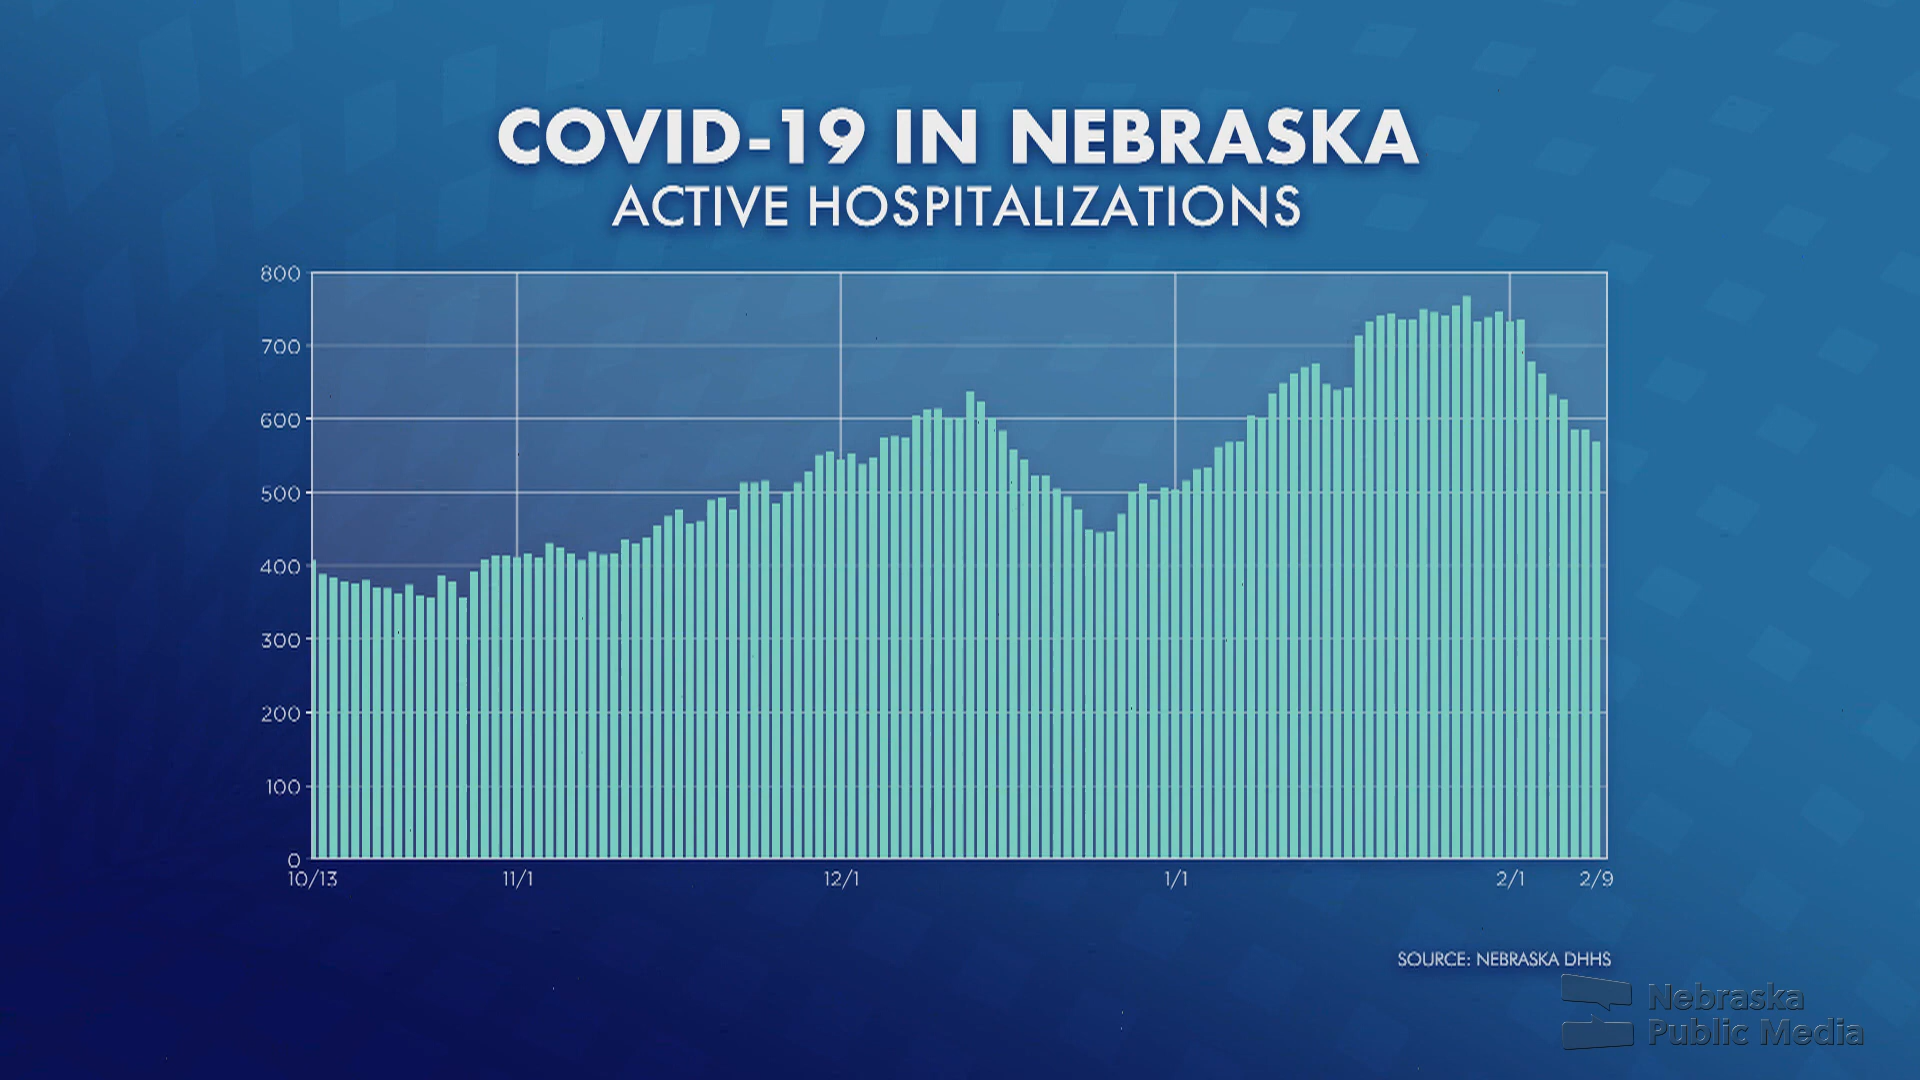 COVID-19 IN NEBRASKA
ACTIVE HOSPITALIZATIONS
800
700
600
500
400
300
200
100
0
10/13 11/1 12/1 1/1 2/1 2/9
SOURCE: NEBRASKA DHHS
Nebraska
Public Media